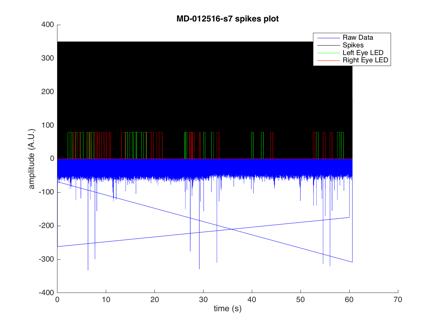 MD-012516-s7 spikes plot
400
300
200
100
0
-100
-200
-300
-400
amplitude (A.U.)
Raw Data
Spikes
Left Eye LED
Right Eye LED
0 10 20 30 40 50 60 70
time (s)